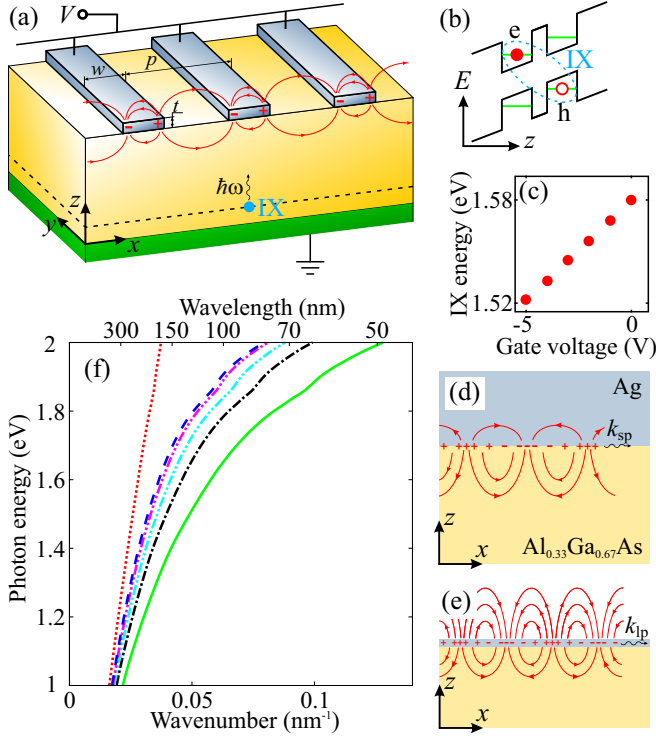 (a)
V
w
p
t
- +
- +
- +
ħω
IX
z
y
x
(b)
e
IX
h
E
z
(c)
IX energy (eV)
1.58
1.52
-5
0
Gate voltage (V)
Wavelength (nm)
300
150
100
70
50
(f)
Photon energy (eV)
2
1.8
1.6
1.4
1.2
1
0
0.05
0.1
Wavenumber (nm⁻¹)
(d)
Ag
k_sp
z
x
Al₀.₃₃Ga₀.₆₇As
(e)
k_lp
z
x